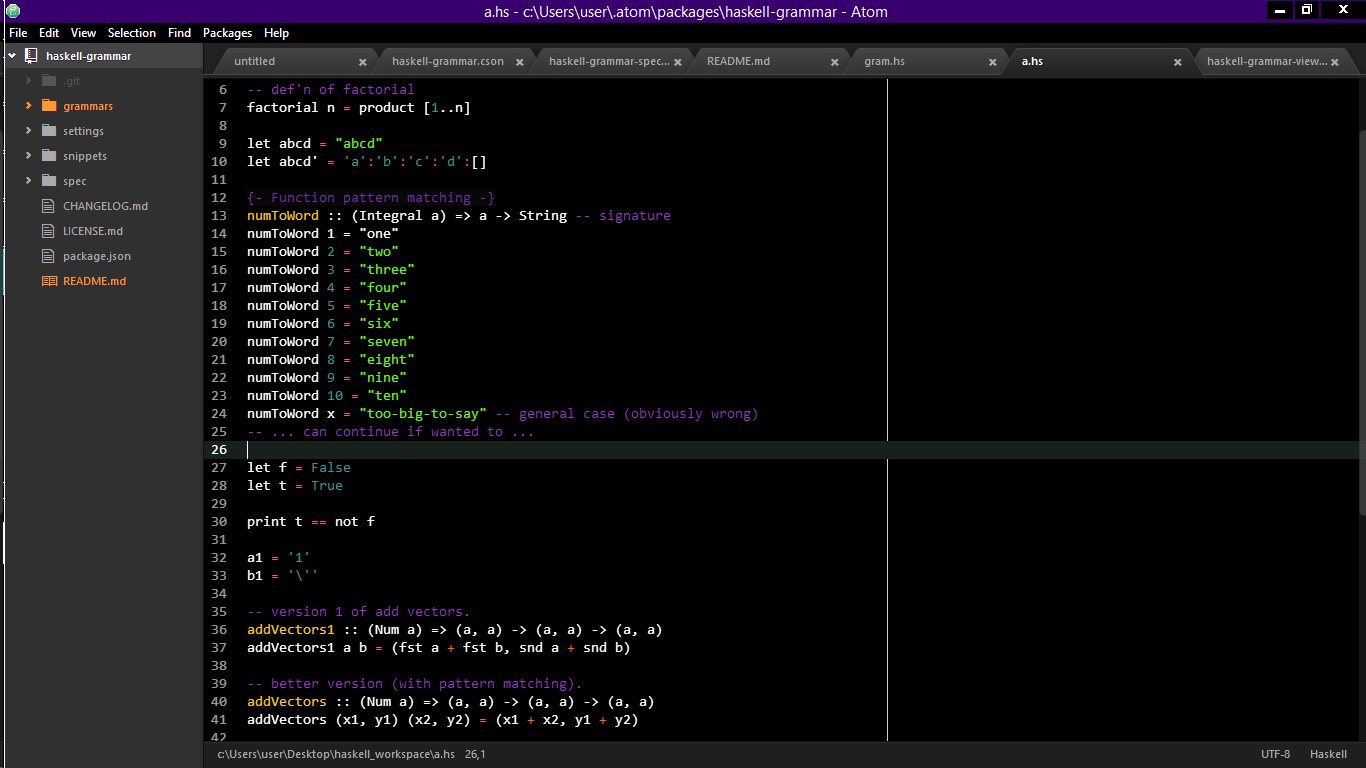 a.hs - c:\Users\user\.atom\packages\haskell-grammar - Atom
File Edit View Selection Find Packages Help
haskell-grammar
.git
grammars
settings
snippets
spec
CHANGELOG.md
LICENSE.md
package.json
README.md
untitled haskell-grammar.cson haskell-grammar-spec... README.md gram.hs a.hs haskell-grammar-view...
6 -- def'n of factorial
7 factorial n = product [1..n]
8
9 let abcd = "abcd"
10 let abcd' = 'a':'b':'c':'d':[]
11
12 {- Function pattern matching -}
13 numToWord :: (Integral a) => a -> String -- signature
14 numToWord 1 = "one"
15 numToWord 2 = "two"
16 numToWord 3 = "three"
17 numToWord 4 = "four"
18 numToWord 5 = "five"
19 numToWord 6 = "six"
20 numToWord 7 = "seven"
21 numToWord 8 = "eight"
22 numToWord 9 = "nine"
23 numToWord 10 = "ten"
24 numToWord x = "too-big-to-say" -- general case (obviously wrong)
25 -- ... can continue if wanted to ...
26
27 let f = False
28 let t = True
29
30 print t == not f
31
32 a1 = '1'
33 b1 = '\''
34
35 -- version 1 of add vectors.
36 addVectors1 :: (Num a) => (a, a) -> (a, a) -> (a, a)
37 addVectors1 a b = (fst a + fst b, snd a + snd b)
38
39 -- better version (with pattern matching).
40 addVectors :: (Num a) => (a, a) -> (a, a) -> (a, a)
41 addVectors (x1, y1) (x2, y2) = (x1 + x2, y1 + y2)
42
c:\Users\user\Desktop\haskell_workspace\a.hs 26,1 UTF-8 Haskell